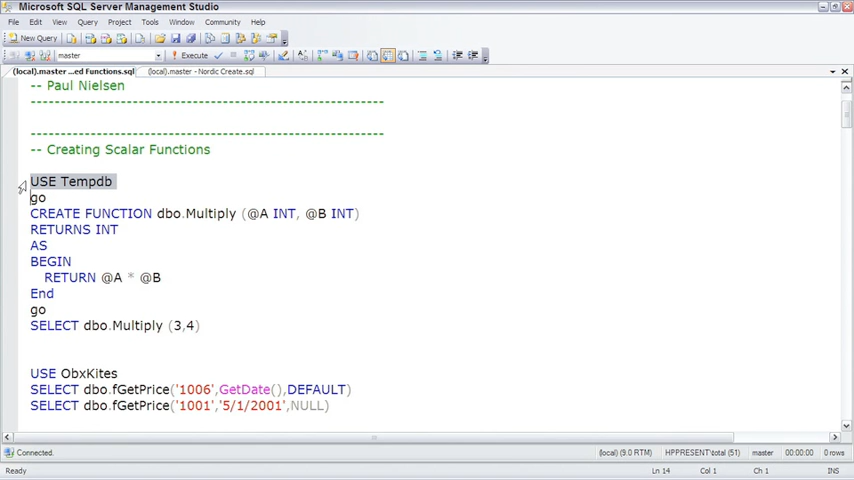 Microsoft SQL Server Management Studio
File Edit View Query Project Tools Window Community Help
New Query
master Execute
(local).master ...ed Functions.sql (local).master - Nordic Create.sql
-- Paul Nielsen
---------------------------------------------------------------
---------------------------------------------------------------
-- Creating Scalar Functions
USE Tempdb
go
CREATE FUNCTION dbo.Multiply (@A INT, @B INT)
RETURNS INT
AS
BEGIN
RETURN @A * @B
End
go
SELECT dbo.Multiply (3,4)
USE ObxKites
SELECT dbo.fGetPrice('1006',GetDate(),DEFAULT)
SELECT dbo.fGetPrice('1001','5/1/2001',NULL)
Connected. (local) (9.0 RTM) HPPRESENT\total (51) master 00:00:00 0 rows
Ready Ln 14 Col 1 Ch 1 INS